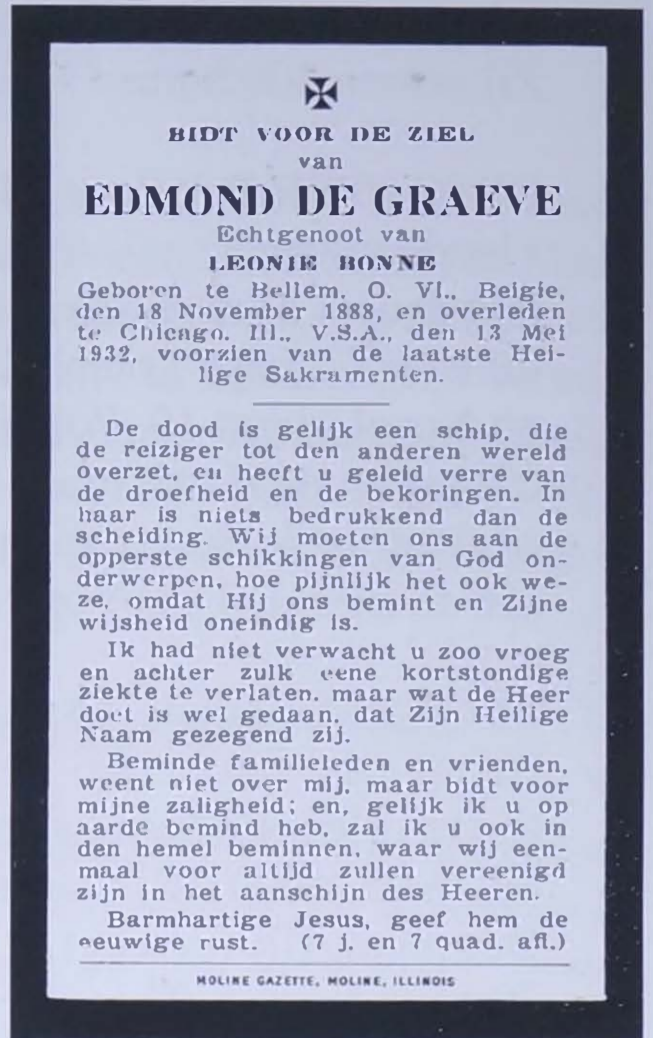 BIDT VOOR DE ZIEL
van
EDMOND DE GRAEVE
Echtgenoot van
LEONIE BONNE
Geboren te Bellem, O. Vl., Belgie,
den 18 November 1888, en overleden
te Chicago, Ill., V.S.A., den 13 Mei
1932, voorzien van de laatste Hei-
lige Sakramenten.
De dood is gelijk een schip, die
de reiziger tot den anderen wereld
overzet, en heeft u geleid verre van
de droefheid en de bekoringen. In
haar is niets bedrukkend dan de
scheiding. Wij moeten ons aan de
opperste schikkingen van God on-
derwerpen, hoe pijnlijk het ook we-
ze, omdat Hij ons bemint en Zijne
wijsheid oneindig is.
Ik had niet verwacht u zoo vroeg
en achter zulk eene kortstondige
ziekte te verlaten, maar wat de Heer
doet is wel gedaan, dat Zijn Heilige
Naam gezegend zij.
Beminde familieleden en vrienden,
weent niet over mij, maar bidt voor
mijne zaligheid; en, gelijk ik u op
aarde bemind heb, zal ik u ook in
den hemel beminnen, waar wij een-
maal voor altijd zullen vereenigd
zijn in het aanschijn des Heeren.
Barmhartige Jesus, geef hem de
eeuwige rust. (7 j. en 7 quad. afl.)
MOLINE GAZETTE, MOLINE, ILLINOIS